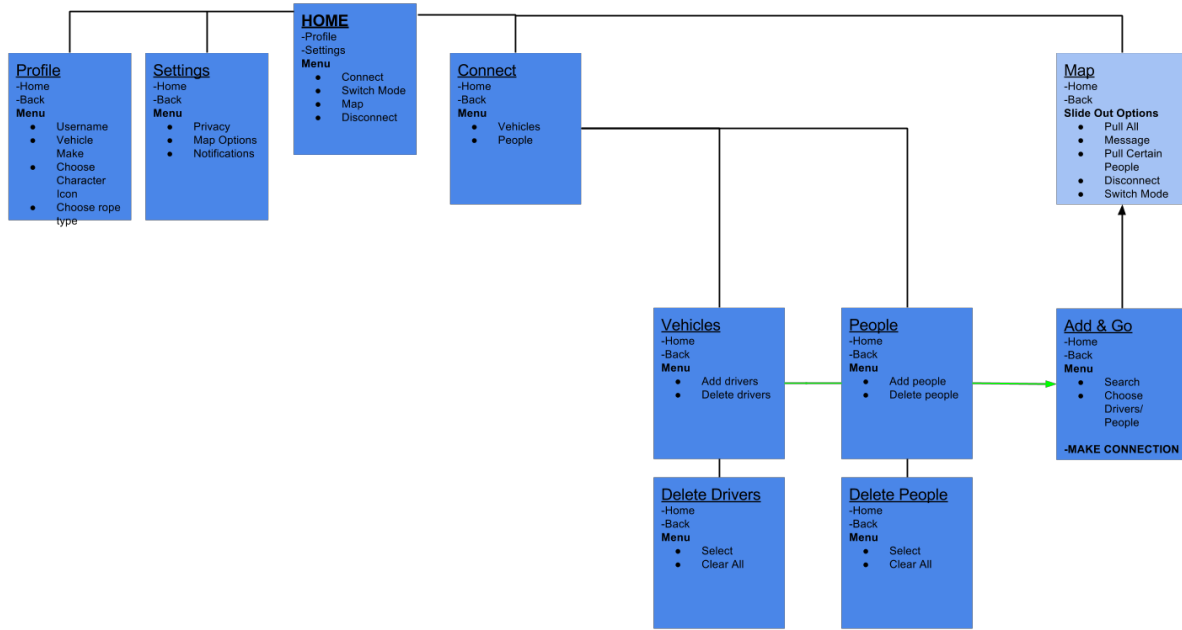 HOME
-Profile
-Settings
Menu
● Connect
● Switch Mode
● Map
● Disconnect
Profile
-Home
-Back
Menu
● Username
● Vehicle
Make
● Choose
Character
Icon
● Choose rope
type
Settings
-Home
-Back
Menu
● Privacy
● Map Options
● Notifications
Connect
-Home
-Back
Menu
● Vehicles
● People
Map
-Home
-Back
Slide Out Options
● Pull All
● Message
● Pull Certain
People
● Disconnect
● Switch Mode
Vehicles
-Home
-Back
Menu
● Add drivers
● Delete drivers
People
-Home
-Back
Menu
● Add people
● Delete people
Add & Go
-Home
-Back
Menu
● Search
● Choose
Drivers/
People
-MAKE CONNECTION
Delete Drivers
-Home
-Back
Menu
● Select
● Clear All
Delete People
-Home
-Back
Menu
● Select
● Clear All